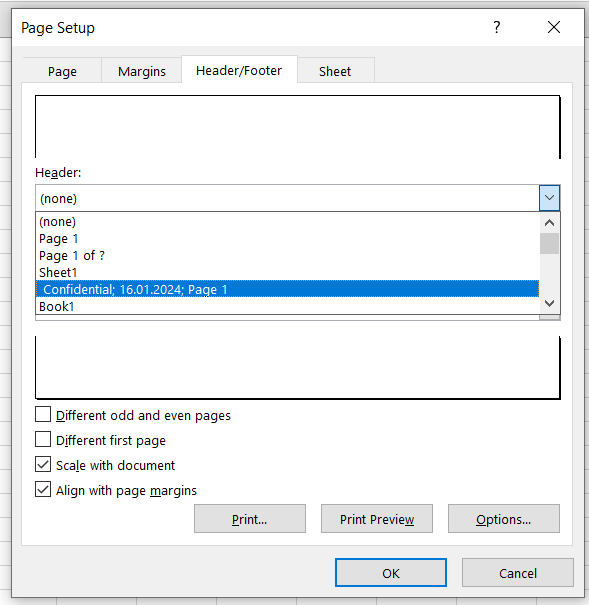 Page Setup ?
Page Margins Header/Footer Sheet
Header:
(none)
(none)
Page 1
Page 1 of ?
Sheet1
Confidential; 16.01.2024; Page 1
Book1
Different odd and even pages
Different first page
Scale with document
Align with page margins
Print... Print Preview Options...
OK Cancel